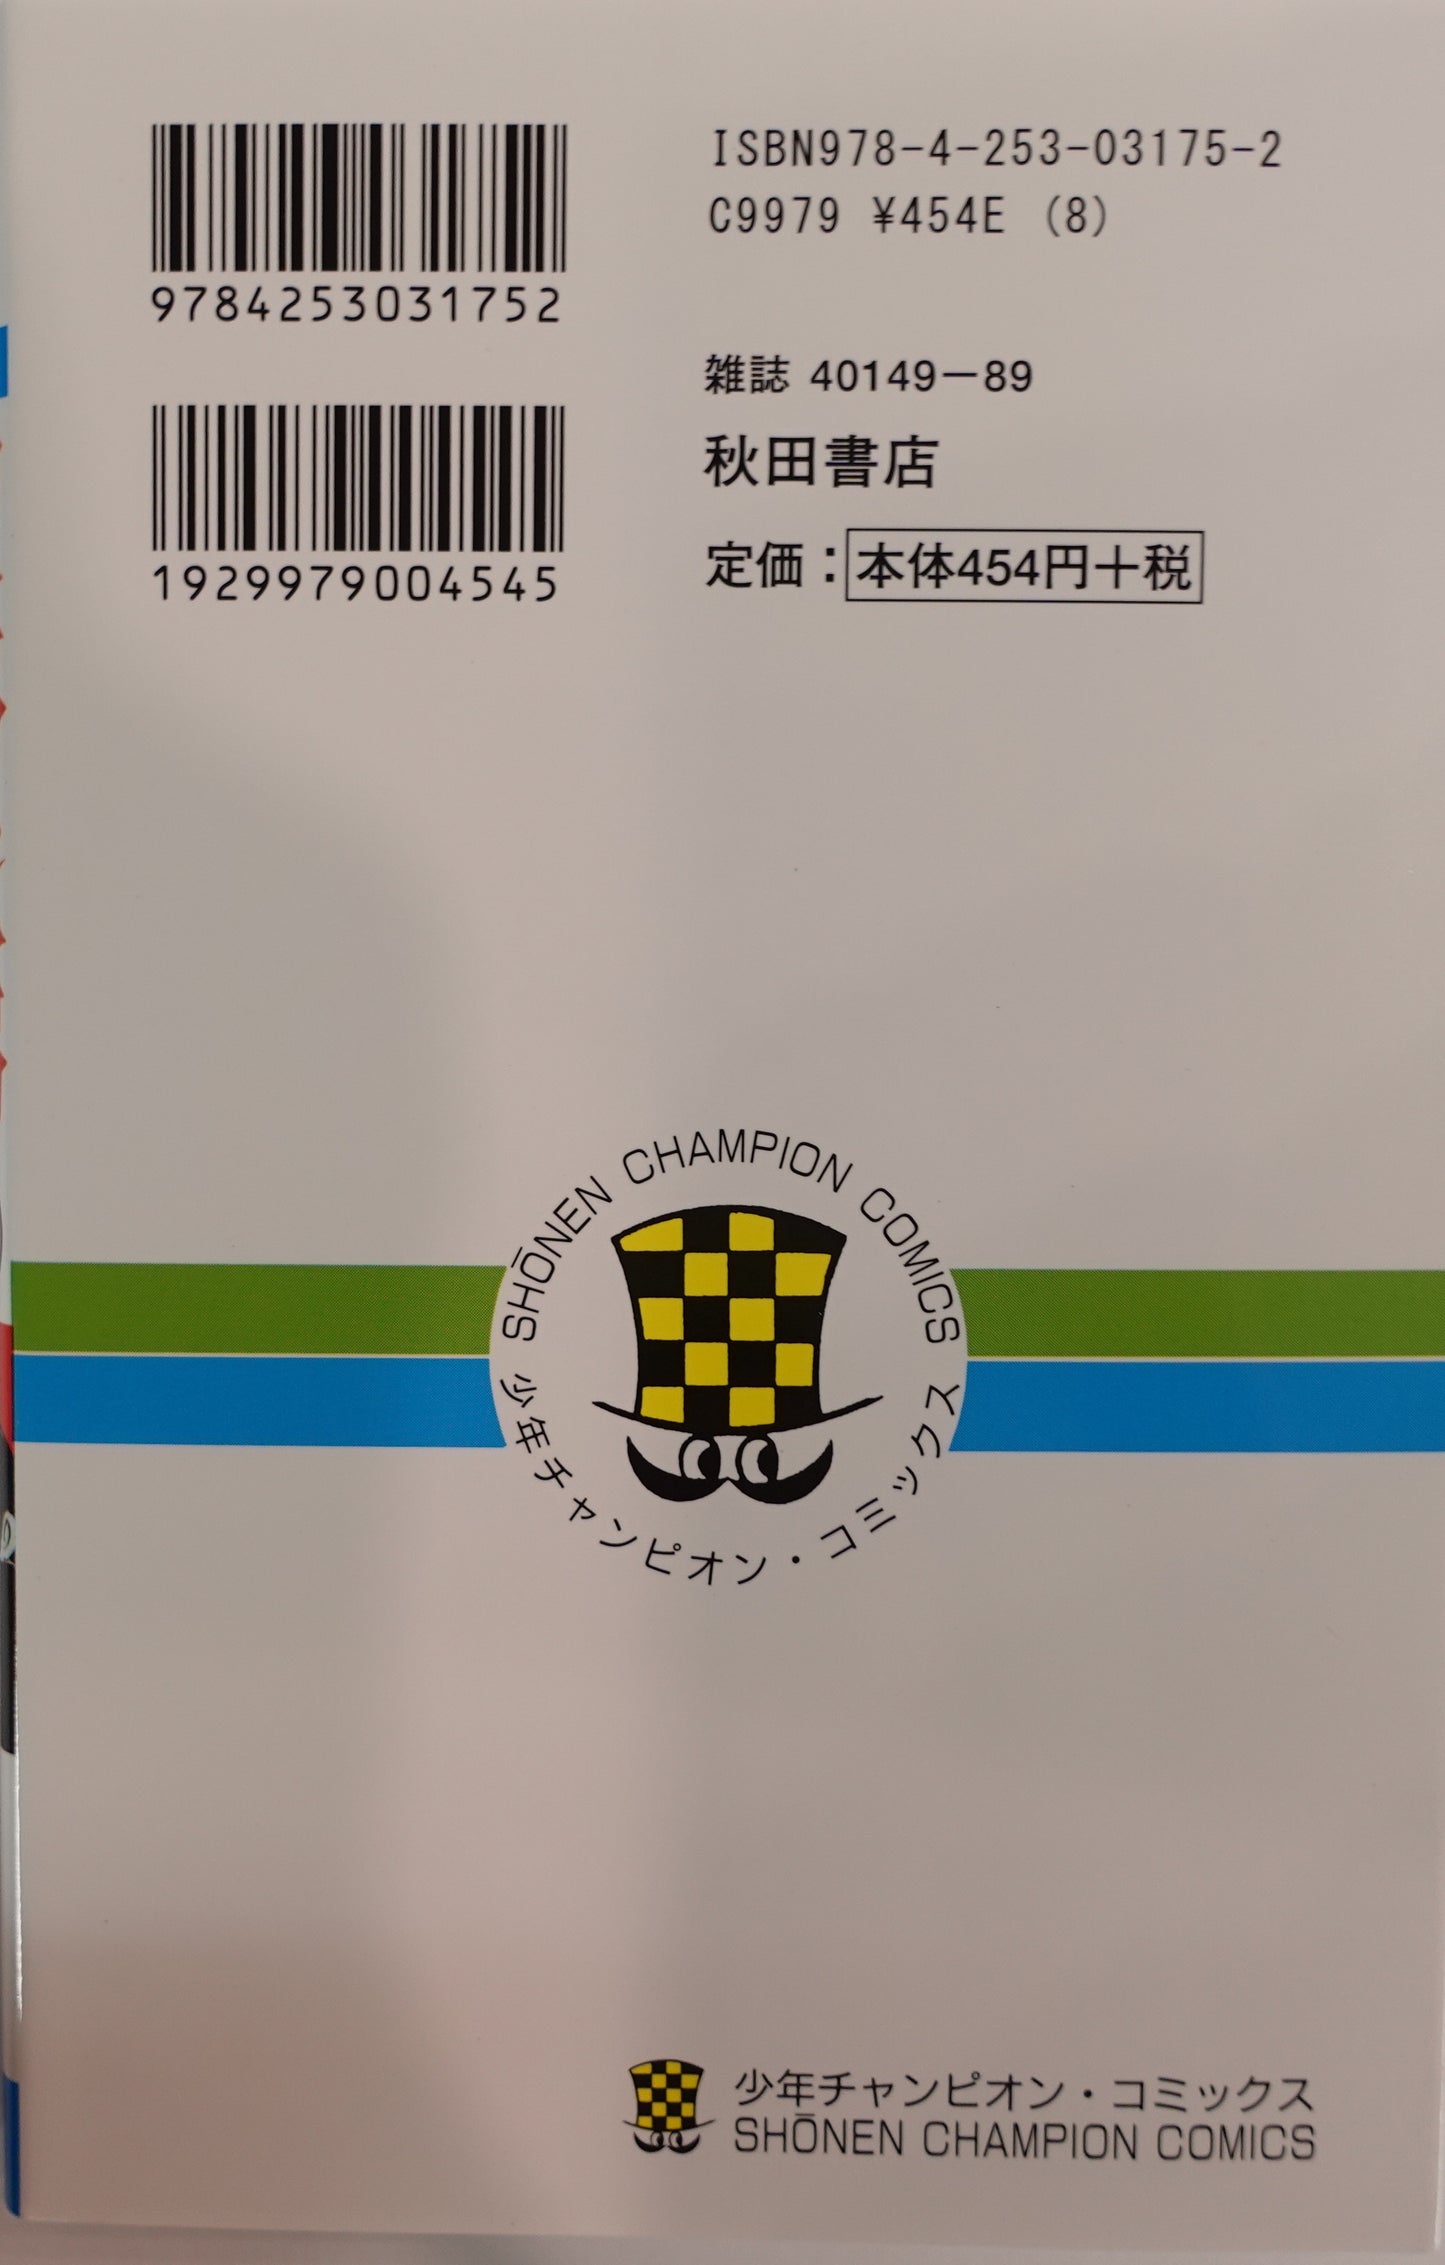 9784253031752
1929979004545
ISBN978-4-253-03175-2
C9979 ¥454E (8)
雑誌 40149-89
秋田書店
定価：本体454円+税
SHŌNEN CHAMPION COMICS
少年チャンピオン・コミックス
少年チャンピオン・コミックス
SHŌNEN CHAMPION COMICS